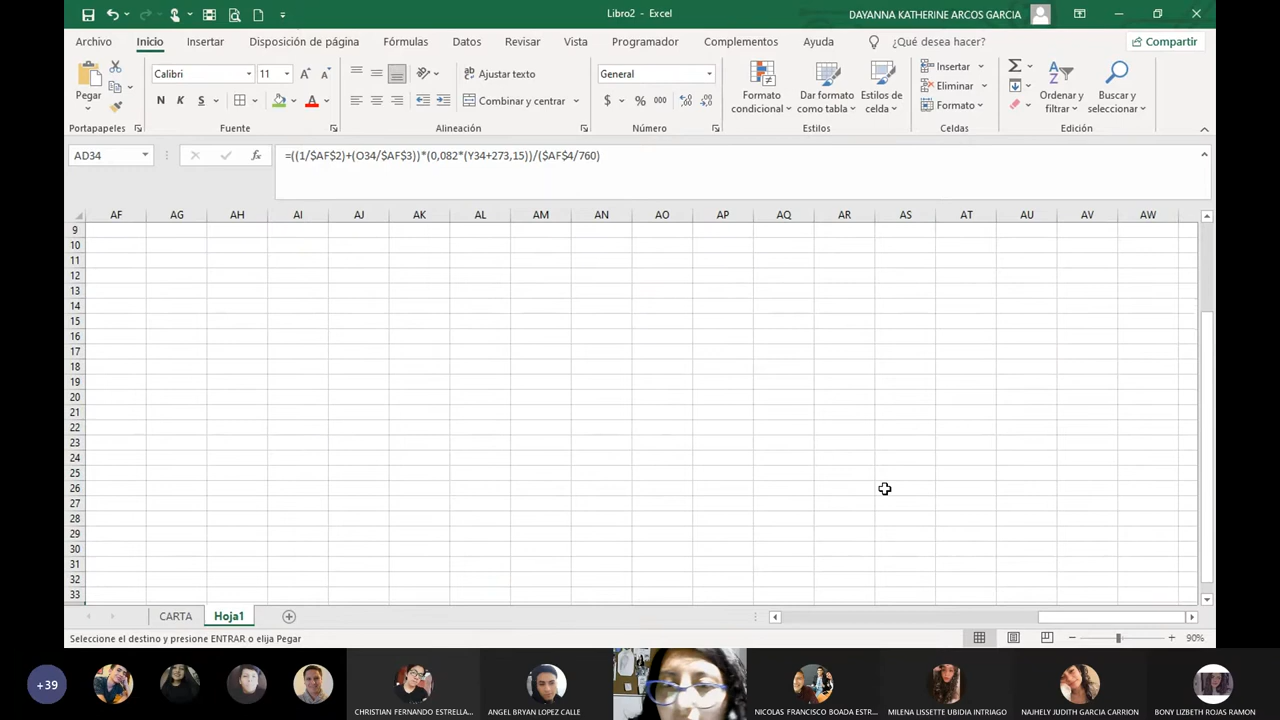 Libro2 - Excel
DAYANNA KATHERINE ARCOS GARCIA
Archivo Inicio Insertar Disposición de página Fórmulas Datos Revisar Vista Programador Complementos Ayuda ¿Qué desea hacer? Compartir
Pegar
Calibri 11
N K S
Ajustar texto
Combinar y centrar
General
$ % 000
Formato condicional
Dar formato como tabla
Estilos de celda
Insertar
Eliminar
Formato
Ordenar y filtrar
Buscar y seleccionar
Portapapeles Fuente Alineación Número Estilos Celdas Edición
AD34
=((1/$AF$2)+(O34/$AF$3))*(0,082*(Y34+273,15))/($AF$4/760)
AF AG AH AI AJ AK AL AM AN AO AP AQ AR AS AT AU AV AW
9
10
11
12
13
14
15
16
17
18
19
20
21
22
23
24
25
26
27
28
29
30
31
32
33
CARTA Hoja1
Seleccione el destino y presione ENTRAR o elija Pegar
90%
+39
CHRISTIAN FERNANDO ESTRELLA...
ANGEL BRYAN LOPEZ CALLE
NICOLAS FRANCISCO BOADA ESTR...
MILENA LISSETTE UBIDIA INTRIAGO
NAJHELY JUDITH GARCIA CARRION
BONY LIZBETH ROJAS RAMON